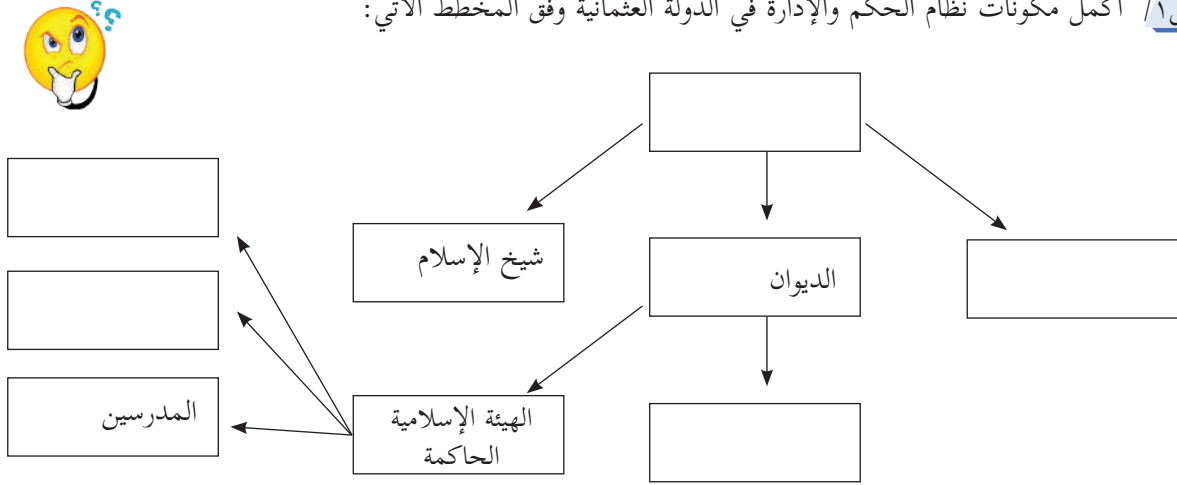 س١/ أكمل مكونات نظام الحكم والإدارة في الدولة العثمانية وفق المخطط الآتي:
؟؟
شيخ الإسلام
الديوان
الهيئة الإسلامية
الحاكمة
المدرسين